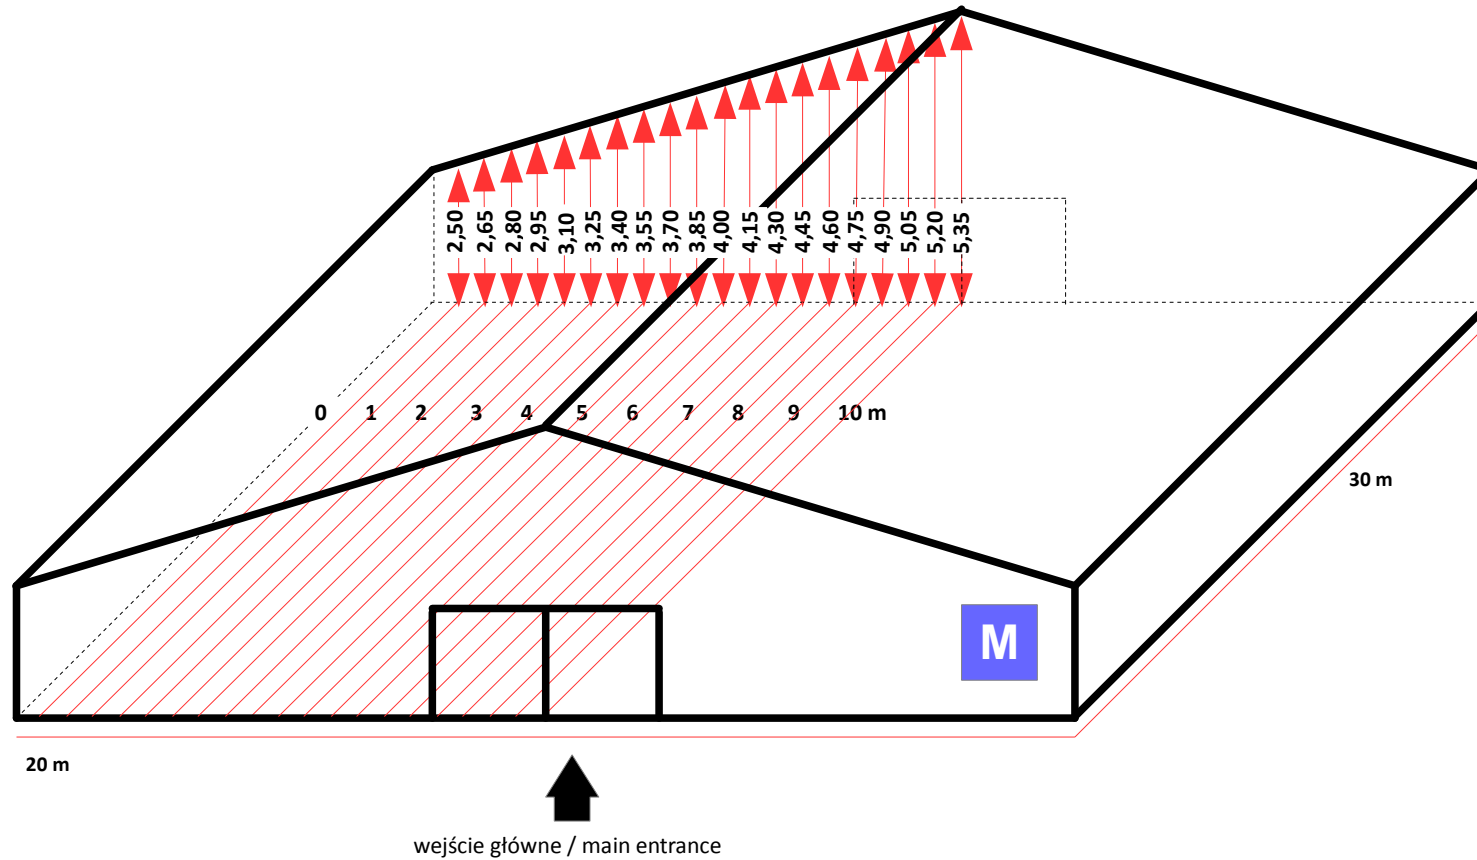 2,50 2,65 2,80 2,95 3,10 3,25 3,40 3,55 3,70 3,85 4,00 4,15 4,30 4,45 4,60 4,75 4,90 5,05 5,20 5,35
0 1 2 3 4 5 6 7 8 9 10 m
30 m
M
20 m
wejście główne / main entrance